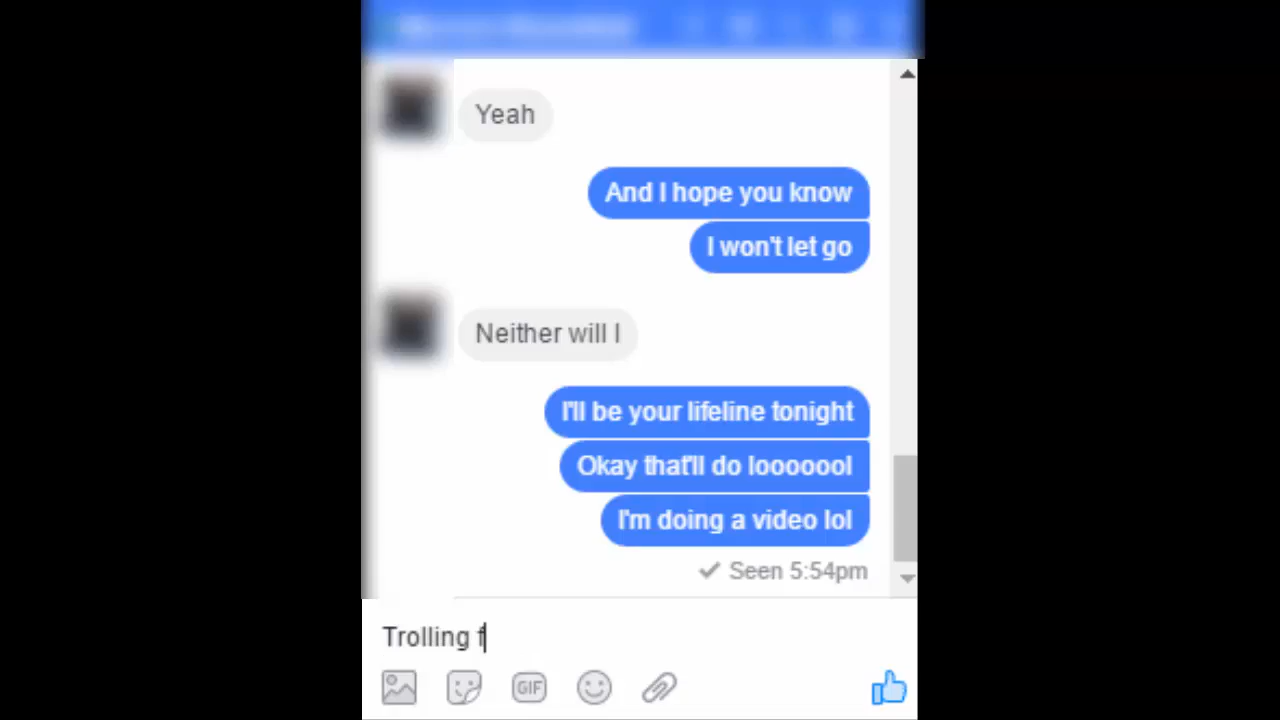 Yeah
And I hope you know
I won't let go
Neither will I
I'll be your lifeline tonight
Okay that'll do looooool
I'm doing a video lol
Seen 5:54pm
Trolling f
GIF